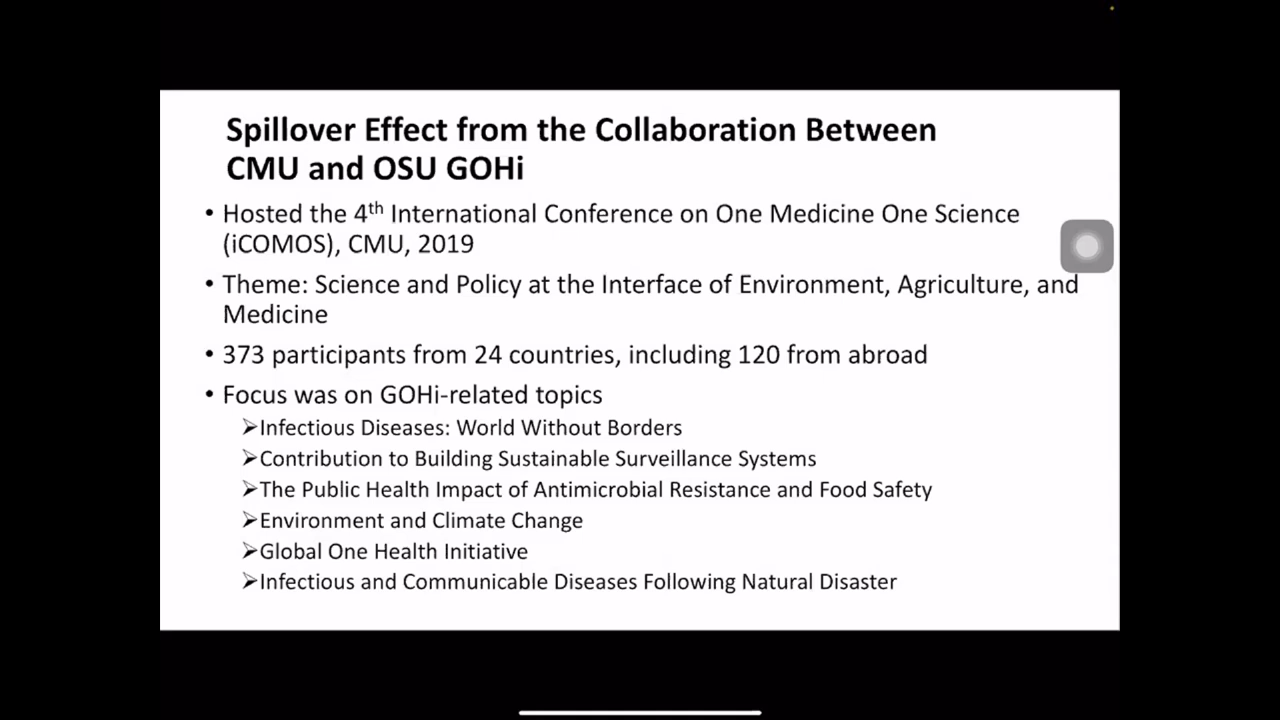 Spillover Effect from the Collaboration Between
CMU and OSU GOHi
• Hosted the 4th International Conference on One Medicine One Science
(iCOMOS), CMU, 2019
• Theme: Science and Policy at the Interface of Environment, Agriculture, and
Medicine
• 373 participants from 24 countries, including 120 from abroad
• Focus was on GOHi-related topics
➢Infectious Diseases: World Without Borders
➢Contribution to Building Sustainable Surveillance Systems
➢The Public Health Impact of Antimicrobial Resistance and Food Safety
➢Environment and Climate Change
➢Global One Health Initiative
➢Infectious and Communicable Diseases Following Natural Disaster